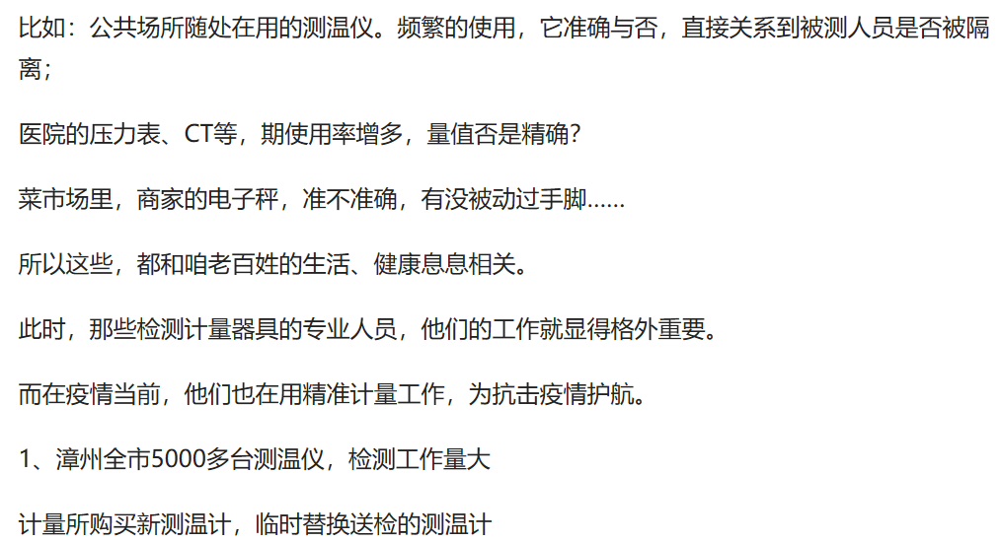 比如：公共场所随处在用的测温仪。频繁的使用，它准确与否，直接关系到被测人员是否被隔
离；
医院的压力表、CT等，期使用率增多，量值否是精确？
菜市场里，商家的电子秤，准不准确，有没被动过手脚……
所以这些，都和咱老百姓的生活、健康息息相关。
此时，那些检测计量器具的专业人员，他们的工作就显得格外重要。
而在疫情当前，他们也在用精准计量工作，为抗击疫情护航。
1、漳州全市5000多台测温仪，检测工作量大
计量所购买新测温计，临时替换送检的测温计